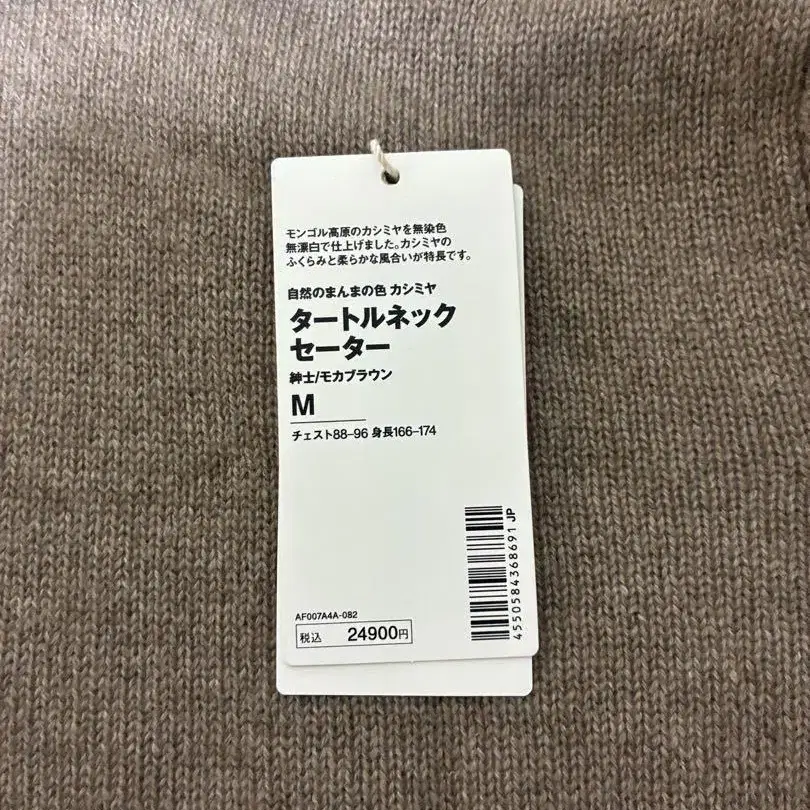 モンゴル高原のカシミヤを無染色
無漂白で仕上げました。カシミヤの
ふくらみと柔らかな風合いが特長です。
自然のまんまの色 カシミヤ
タートルネック
セーター
紳士/モカブラウン
M
チェスト88-96 身長166-174
AF007A4A-082
税込 24900円
4550584368691 JP